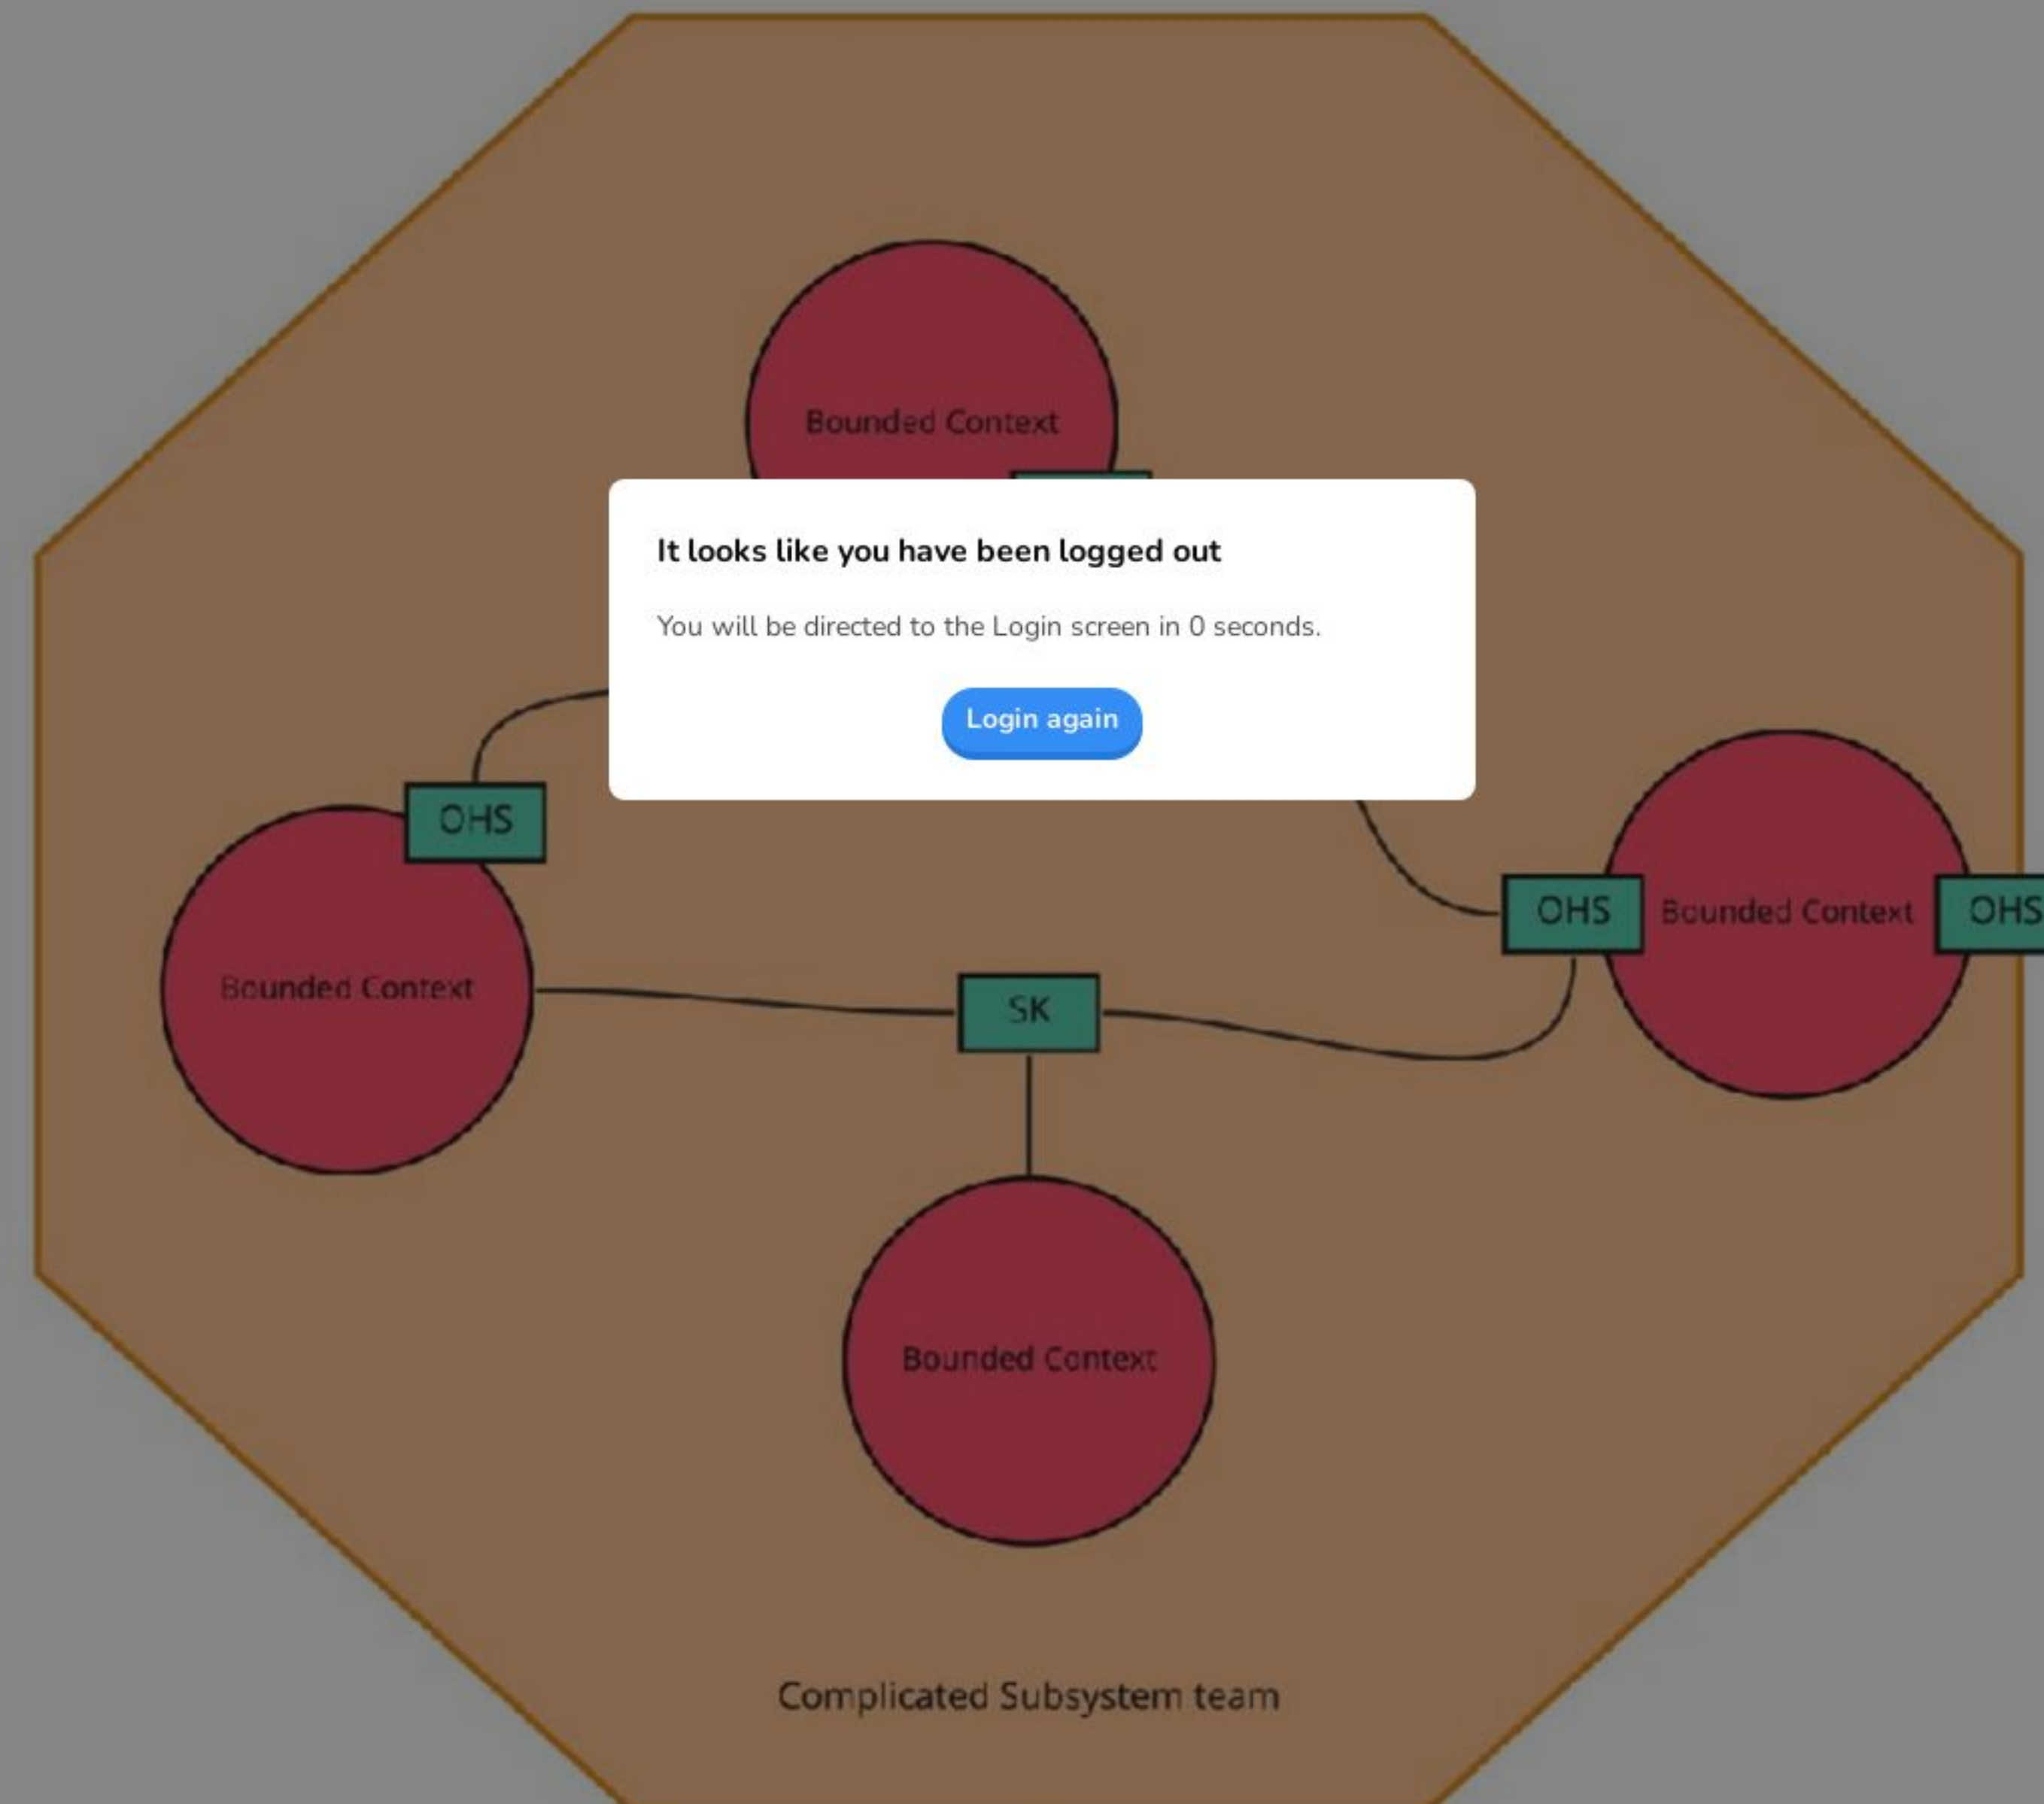 Bounded Context
It looks like you have been logged out
You will be directed to the Login screen in 0 seconds.
Login again
OHS
OHS
Bounded Context
OHS
Bounded Context
SK
Bounded Context
Complicated Subsystem team